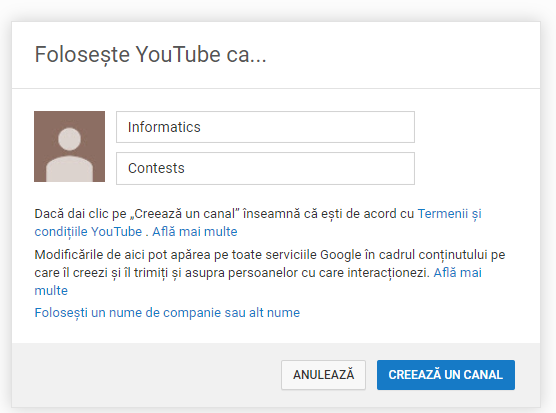 Folosește YouTube ca...
Informatics
Contests
Dacă dai clic pe „Creează un canal” înseamnă că ești de acord cu Termenii și
condițiile YouTube . Află mai multe
Modificările de aici pot apărea pe toate serviciile Google în cadrul conținutului pe
care îl creezi și îl trimiți și asupra persoanelor cu care interacționezi. Află mai
multe
Folosești un nume de companie sau alt nume
ANULEAZĂ
CREEAZĂ UN CANAL